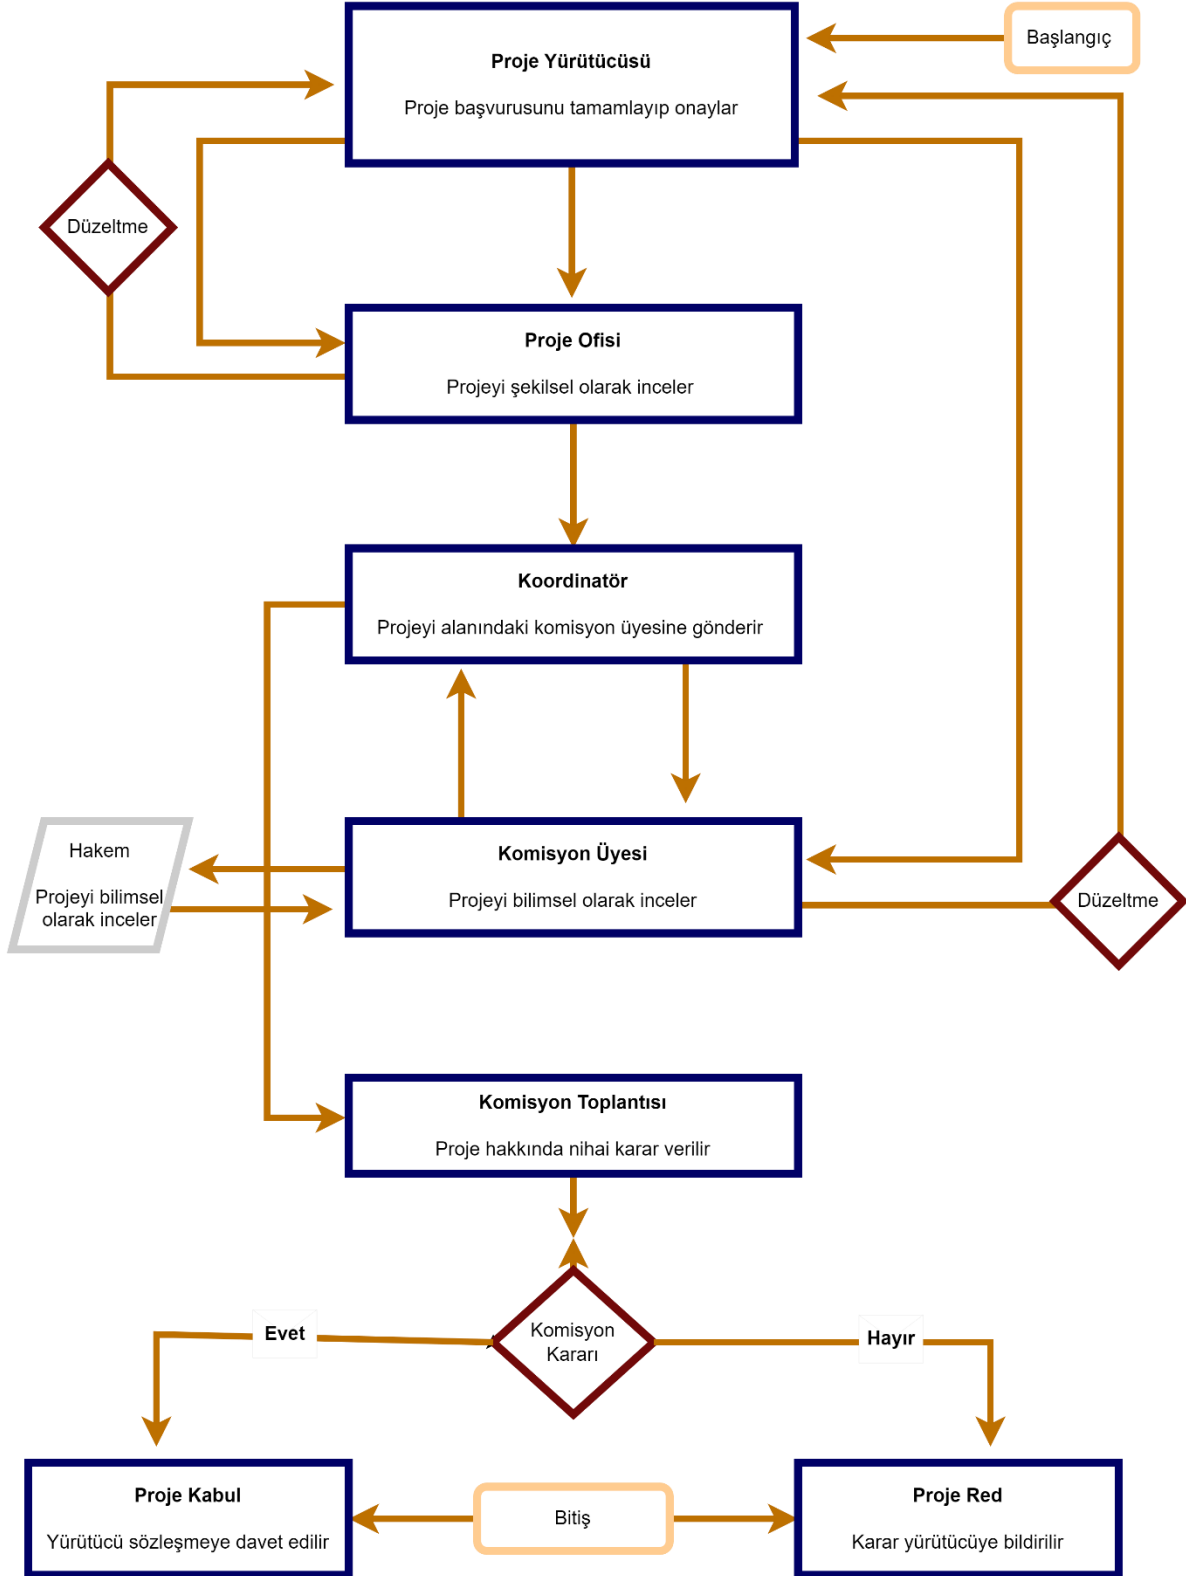 Başlangıç
Proje Yürütücüsü
Proje başvurusunu tamamlayıp onaylar
Düzeltme
Proje Ofisi
Projeyi şekilsel olarak inceler
Koordinatör
Projeyi alanındaki komisyon üyesine gönderir
Hakem
Projeyi bilimsel
olarak inceler
Komisyon Üyesi
Projeyi bilimsel olarak inceler
Düzeltme
Komisyon Toplantısı
Proje hakkında nihai karar verilir
Komisyon
Kararı
Evet
Hayır
Proje Kabul
Yürütücü sözleşmeye davet edilir
Bitiş
Proje Red
Karar yürütücüye bildirilir